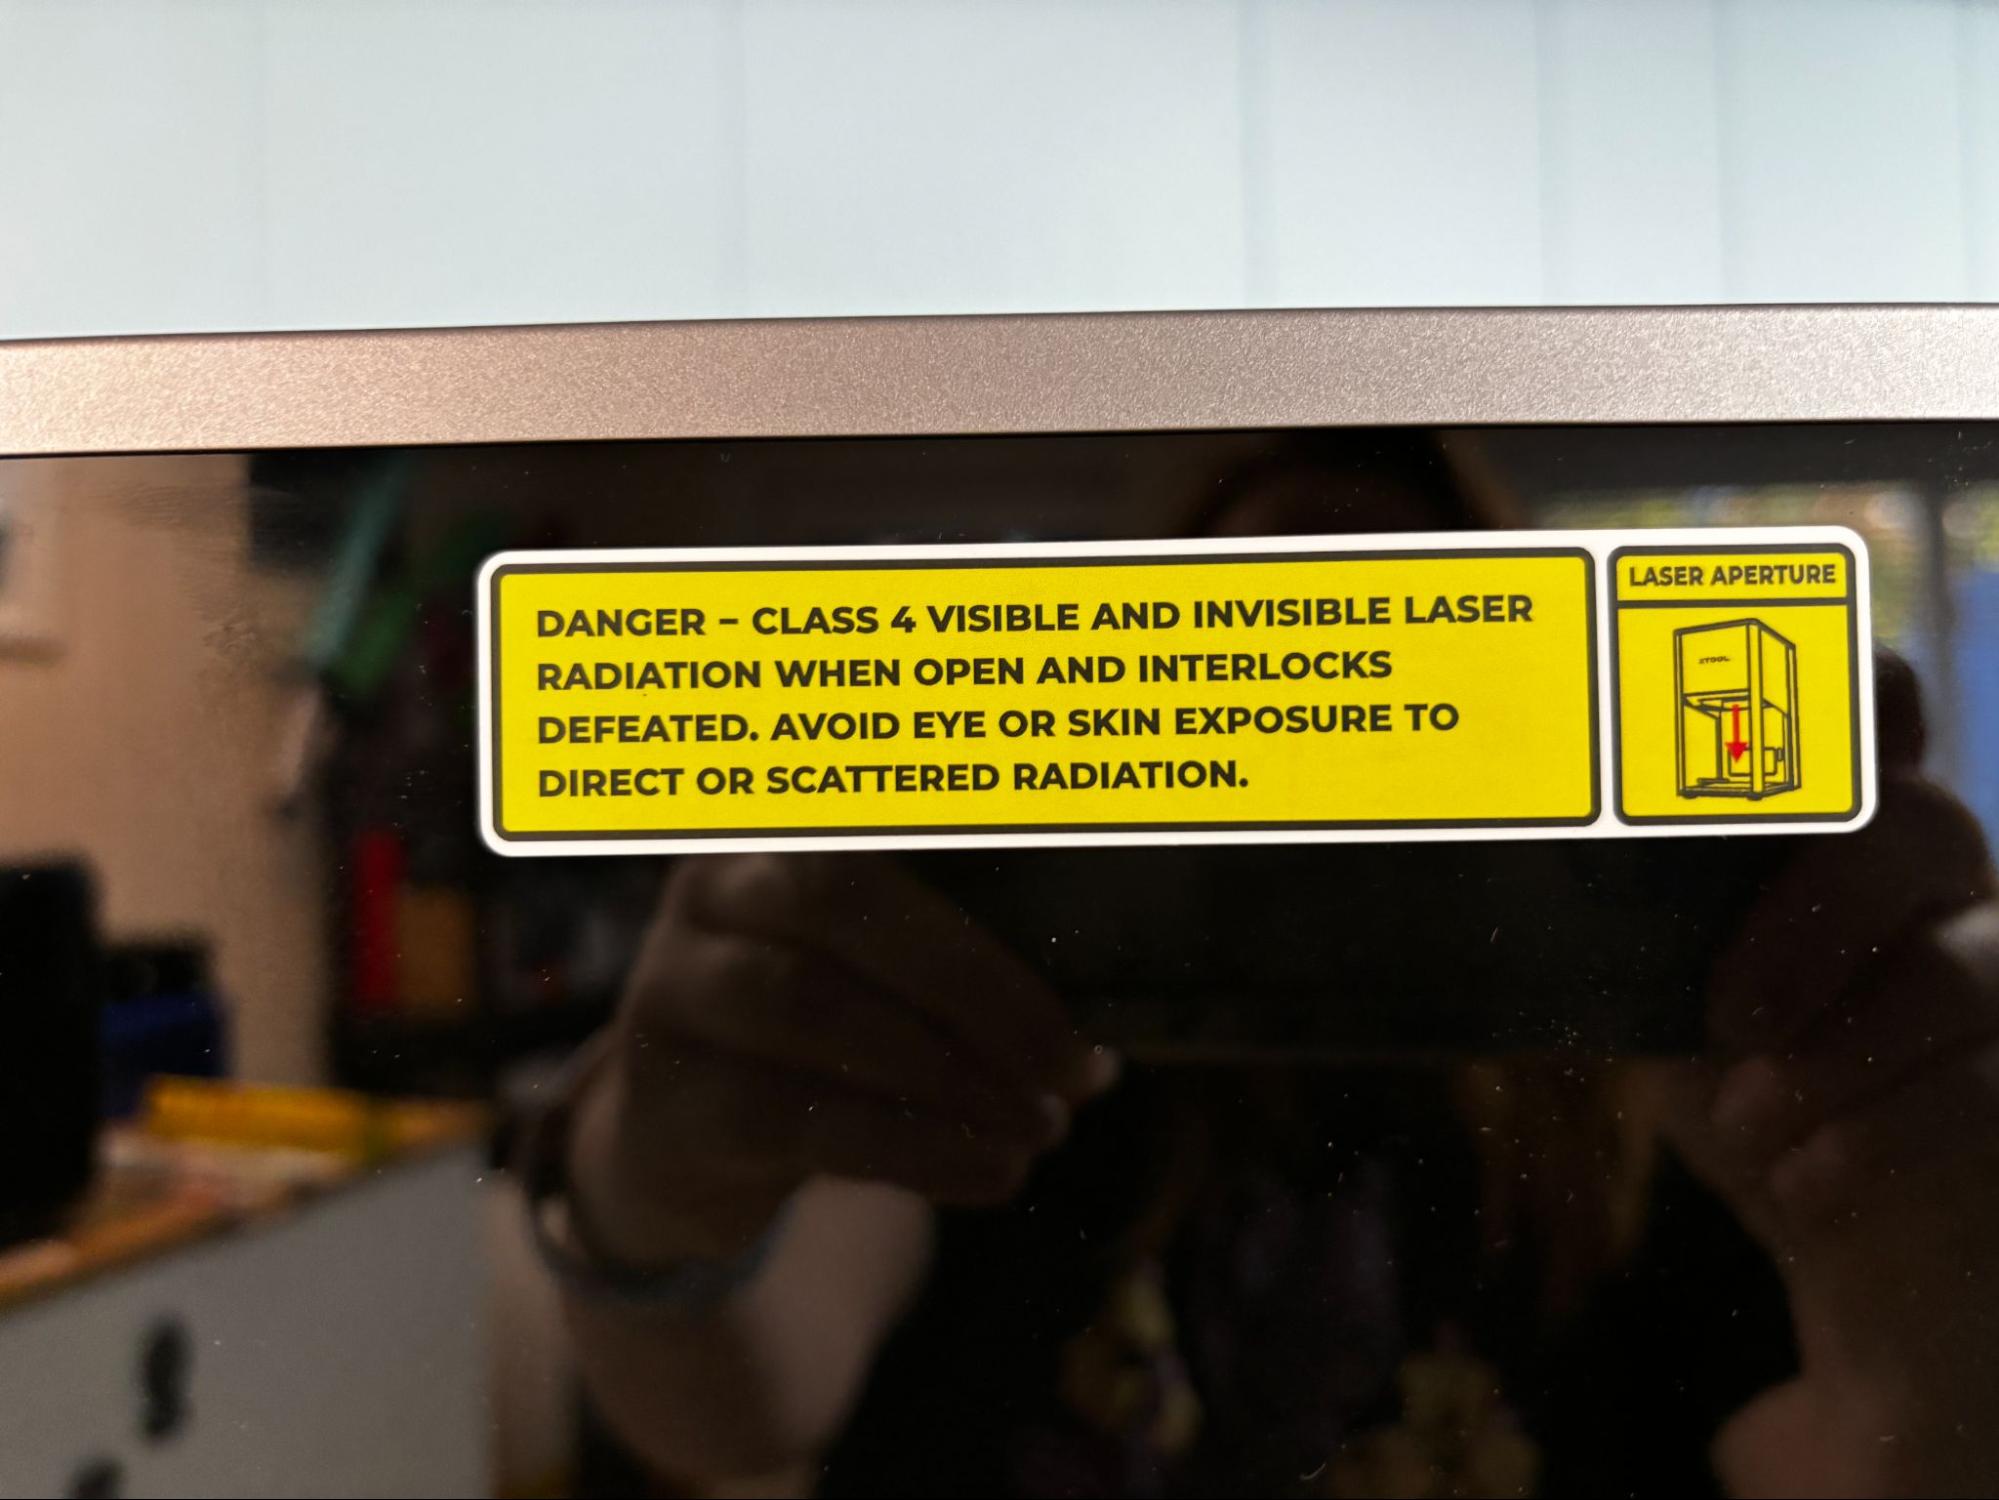 DANGER – CLASS 4 VISIBLE AND INVISIBLE LASER
RADIATION WHEN OPEN AND INTERLOCKS
DEFEATED. AVOID EYE OR SKIN EXPOSURE TO
DIRECT OR SCATTERED RADIATION.
LASER APERTURE
XTOOL